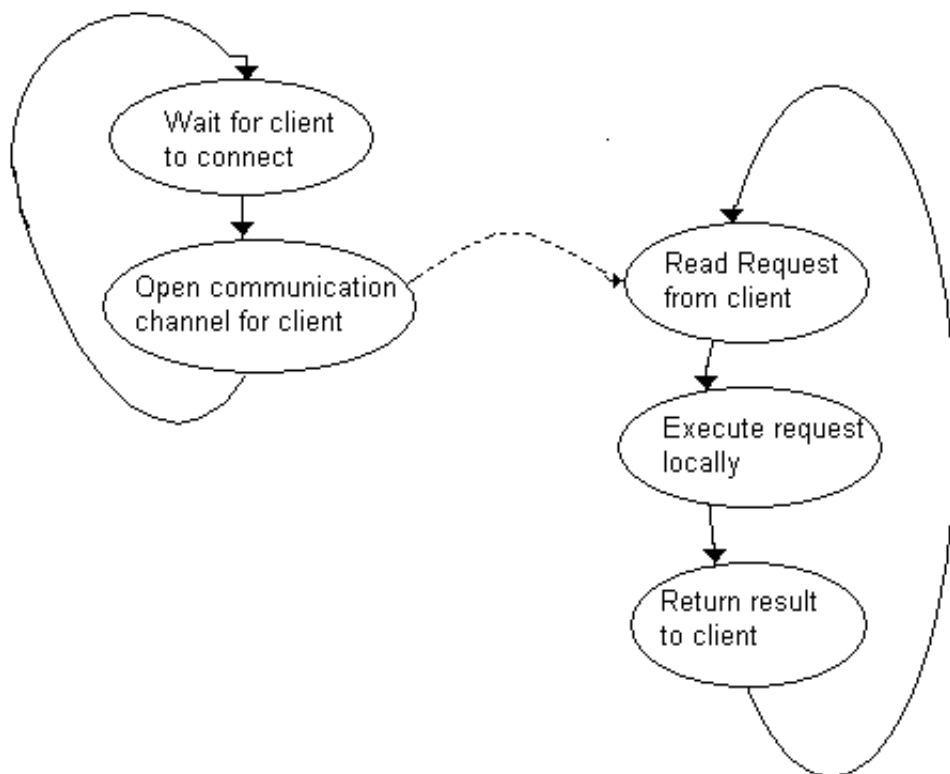 Wait for client
to connect
Open communication
channel for client
Read Request
from client
Execute request
locally
Return result
to client